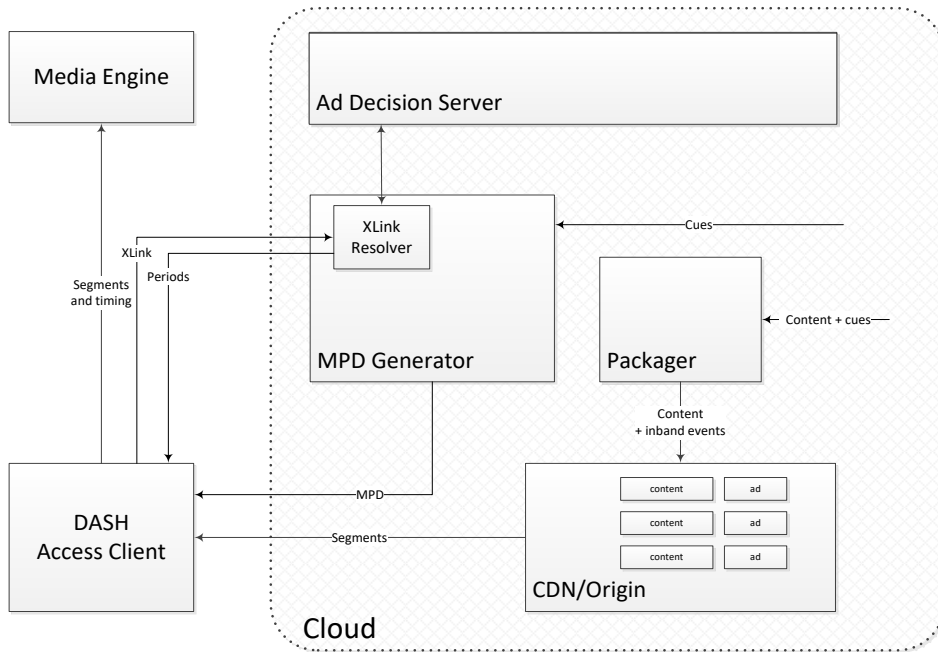 Media Engine
Ad Decision Server
XLink
Resolver
Cues
XLink
Periods
Segments
and timing
Content + cues
MPD Generator
Packager
Content
+ inband events
content
ad
MPD
DASH
Access Client
content
ad
Segments
content
ad
CDN/Origin
Cloud